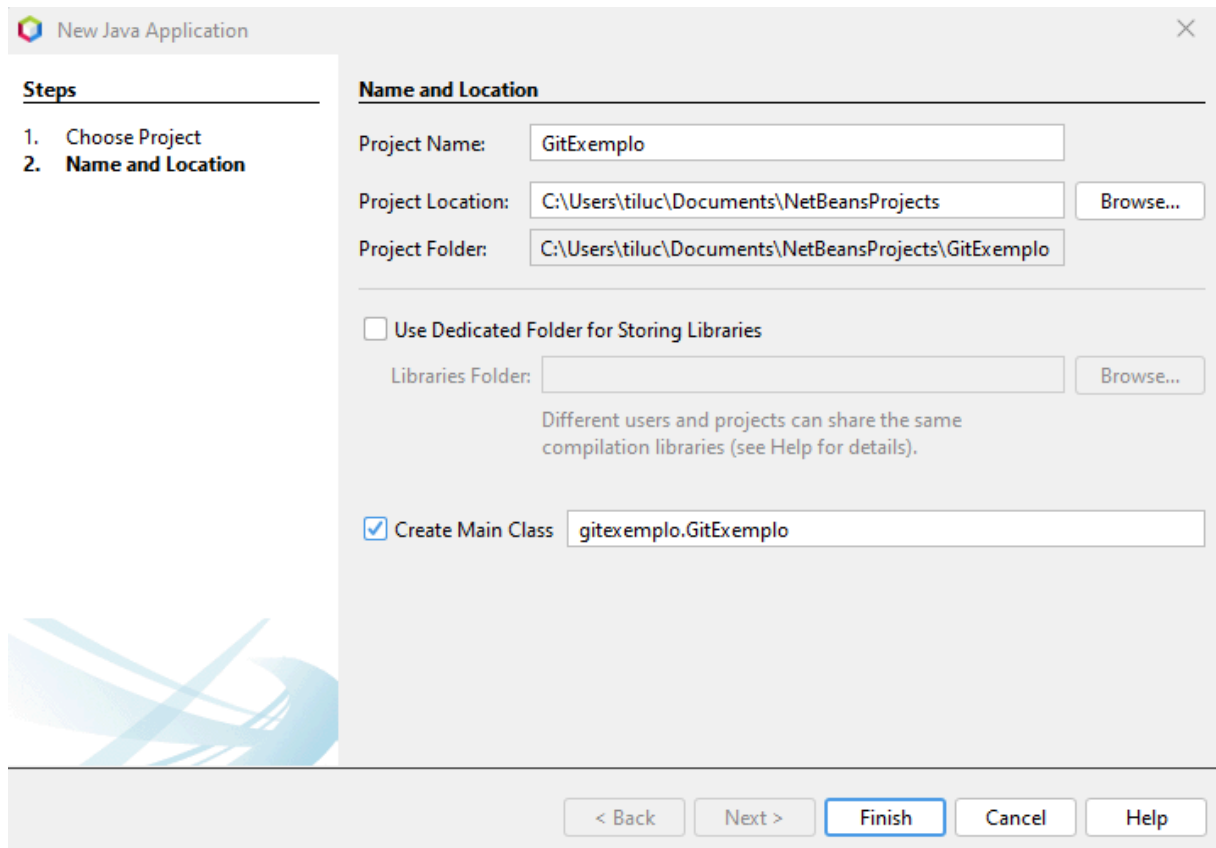 New Java Application
Steps
1. Choose Project
2. Name and Location
Name and Location
Project Name: GitExemplo
Project Location: C:\Users\tiluc\Documents\NetBeansProjects Browse...
Project Folder: C:\Users\tiluc\Documents\NetBeansProjects\GitExemplo
Use Dedicated Folder for Storing Libraries
Libraries Folder: Browse...
Different users and projects can share the same
compilation libraries (see Help for details).
Create Main Class gitexemplo.GitExemplo
< Back Next > Finish Cancel Help